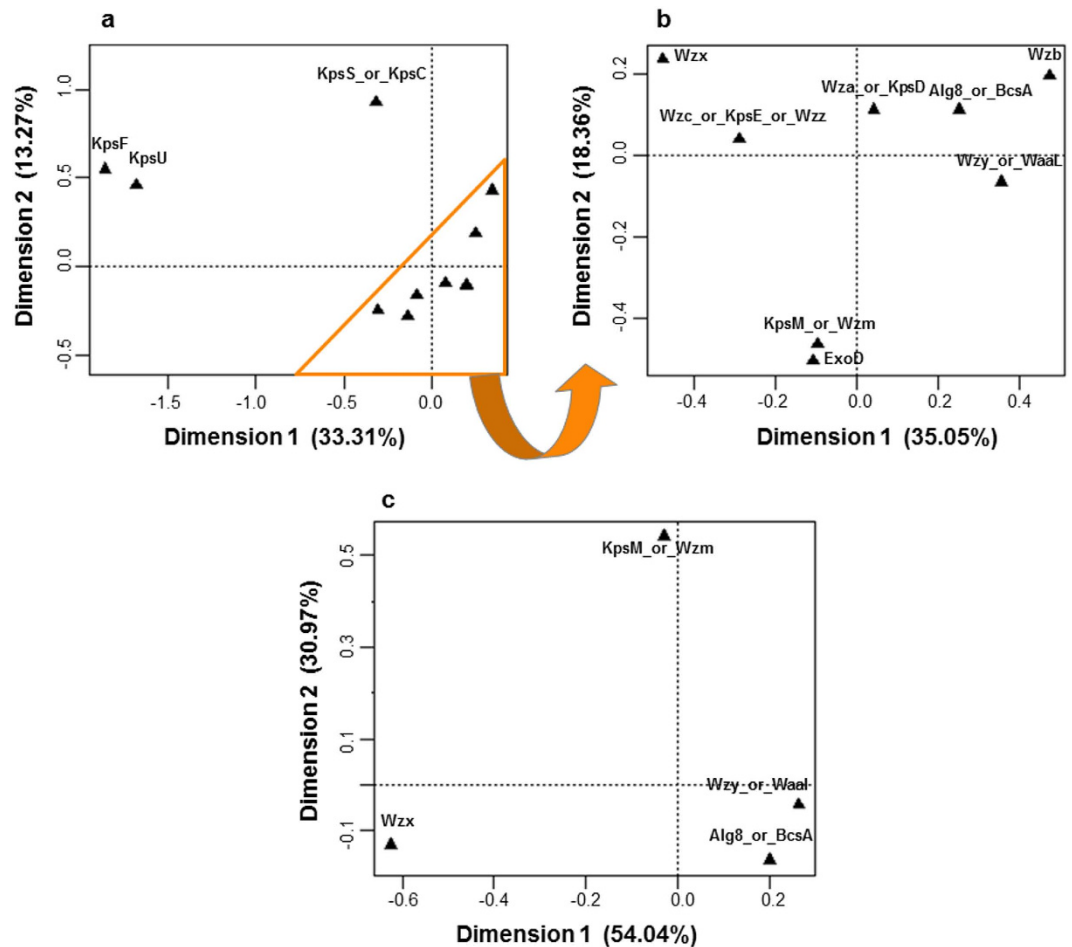 a
KpsS_or_KpsC
KpsF
KpsU
Dimension 2 (13.27%)
1.0
0.5
0.0
-0.5
-1.5
-1.0
-0.5
0.0
Dimension 1 (33.31%)
b
Wzx
Wzb
Wza_or_KpsD
Alg8_or_BcsA
Wzc_or_KpsE_or_Wzz
Wzy_or_WaaL
KpsM_or_Wzm
ExoD
Dimension 2 (18.36%)
0.2
0.0
-0.2
-0.4
-0.4
-0.2
0.0
0.2
0.4
Dimension 1 (35.05%)
c
KpsM_or_Wzm
Wzy_or_WaaL
Wzx
Alg8_or_BcsA
Dimension 2 (30.97%)
0.5
0.3
0.1
-0.1
-0.6
-0.4
-0.2
0.0
0.2
Dimension 1 (54.04%)